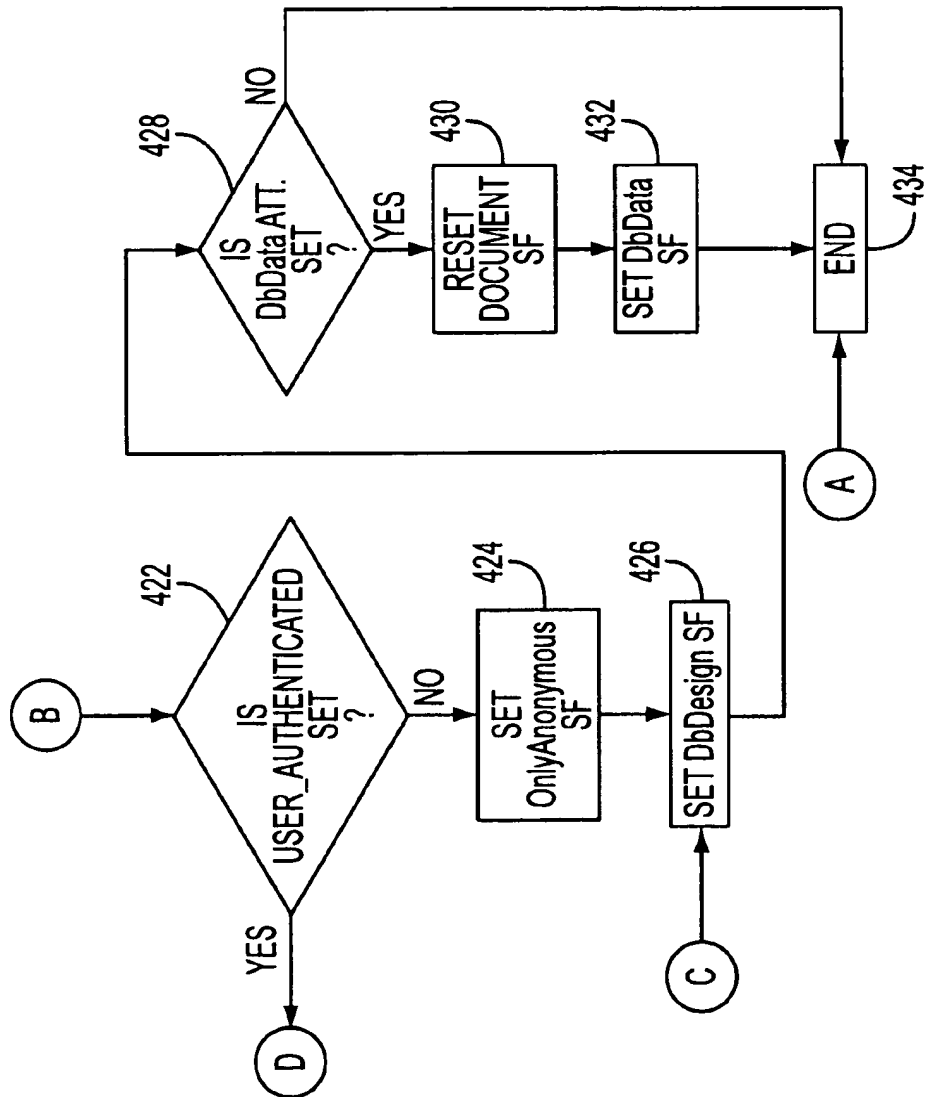 B
422
IS
USER_AUTHENTICATED
SET
?
YES
D
NO
424
SET
OnlyAnonymous
SF
C
426
SET DbDesign SF
428
IS
DbData ATT.
SET
?
NO
YES
430
RESET
DOCUMENT
SF
432
SET DbData
SF
A
END
434